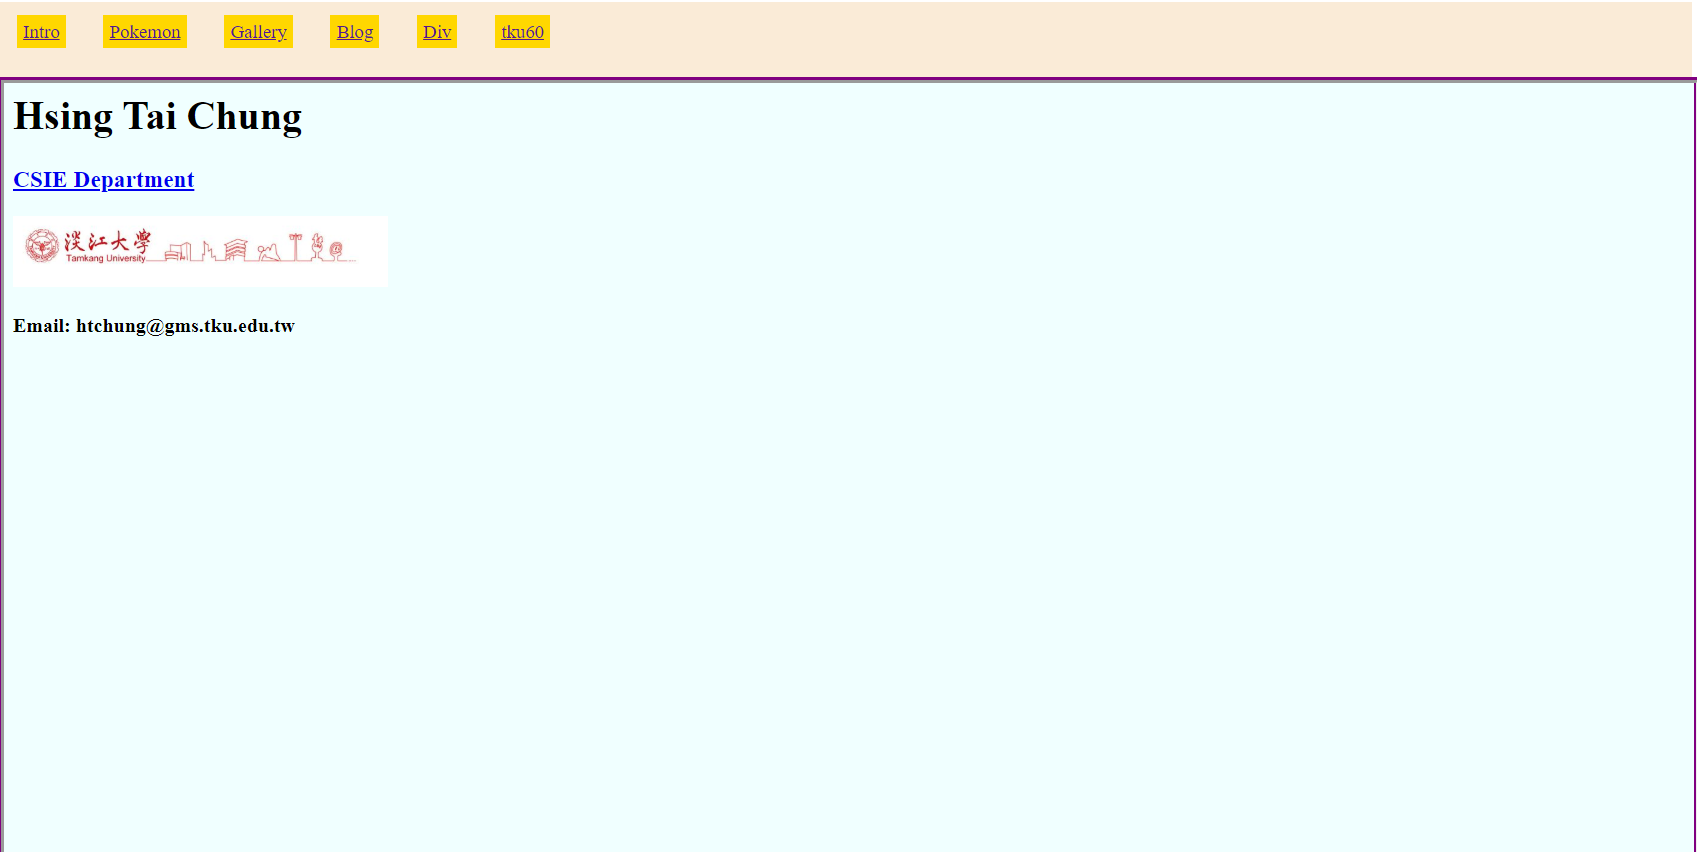 Intro Pokemon Gallery Blog Div tku60
Hsing Tai Chung
CSIE Department
淡江大學
Tamkang University
Email: htchung@gms.tku.edu.tw